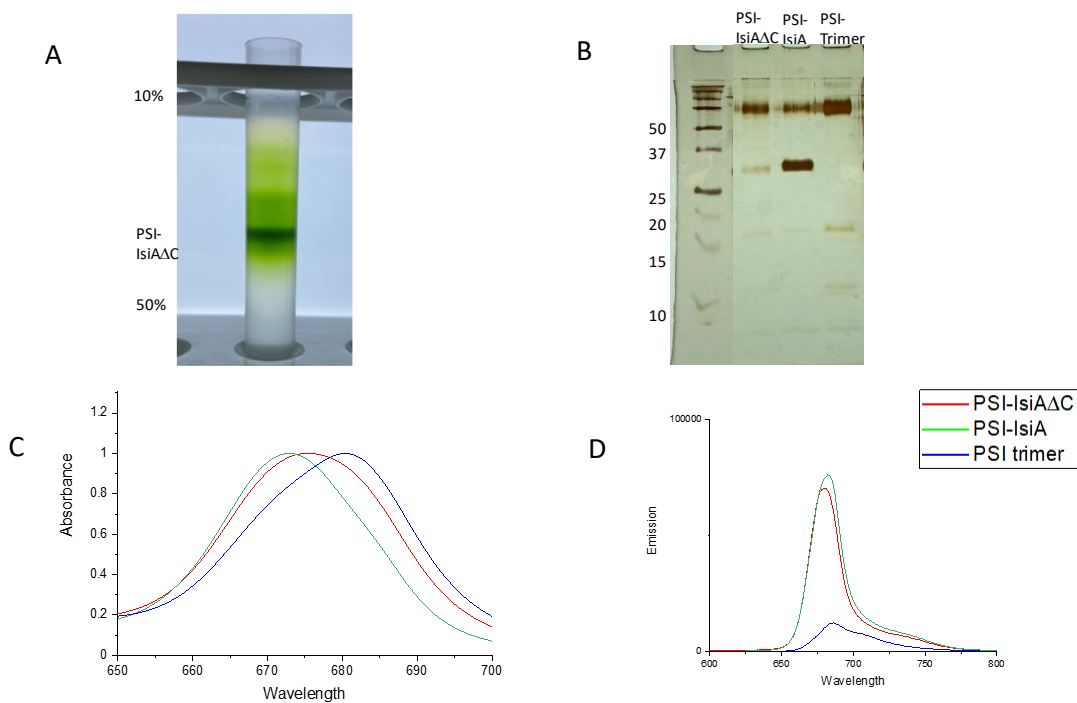 A
10%
PSI-
IsiAΔC
50%
B
PSI-
IsiAΔC
PSI-
IsiA
PSI-
Trimer
50
37
25
20
15
10
C
Absorbance
1.2
1
0.8
0.6
0.4
0.2
0
650
660
670
680
690
700
Wavelength
D
PSI-IsiAΔC
PSI-IsiA
PSI trimer
Emission
100000
0
600
650
700
750
800
Wavelength